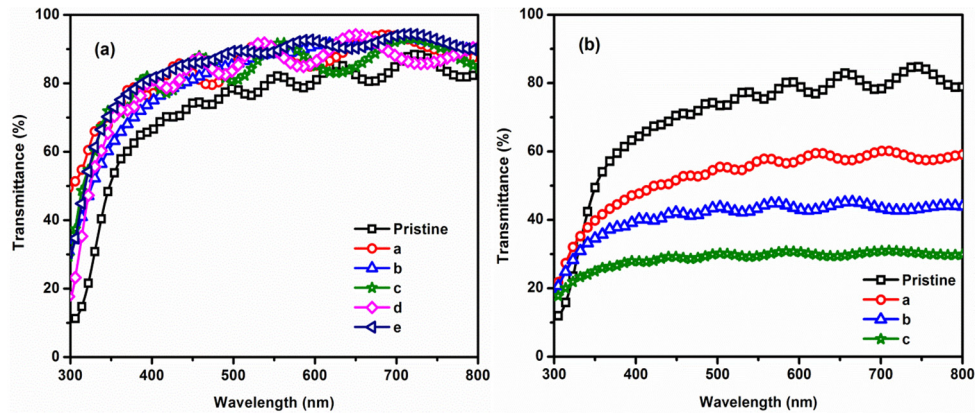 (a)
Transmittance (%)
100
80
60
40
20
0
300 400 500 600 700 800
Wavelength (nm)
Pristine
a
b
c
d
e
(b)
Transmittance (%)
100
80
60
40
20
0
300 400 500 600 700 800
Wavelength (nm)
Pristine
a
b
c